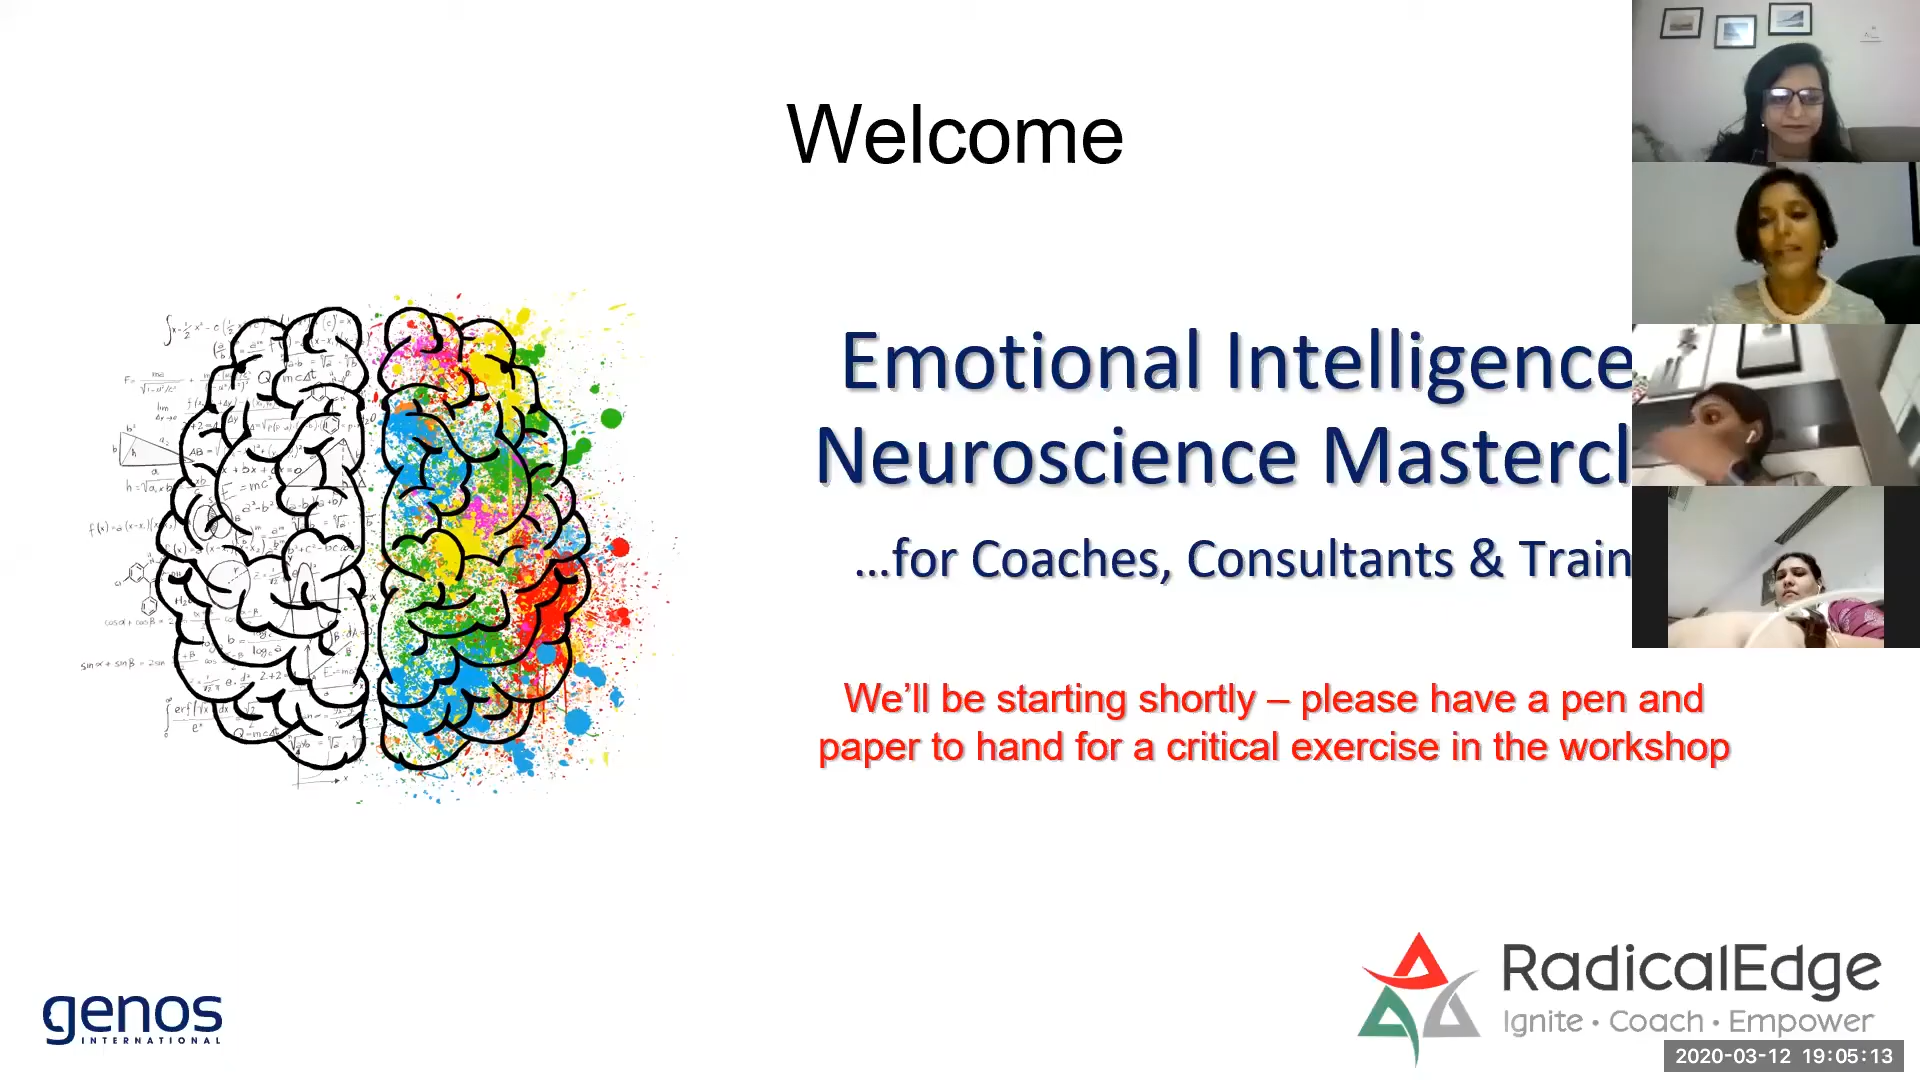 Welcome
Emotional Intelligence
Neuroscience Mastercl
...for Coaches, Consultants & Train
We'll be starting shortly – please have a pen and
paper to hand for a critical exercise in the workshop
genos
INTERNATIONAL
RadicalEdge
Ignite • Coach • Empower
2020-03-12 19:05:13